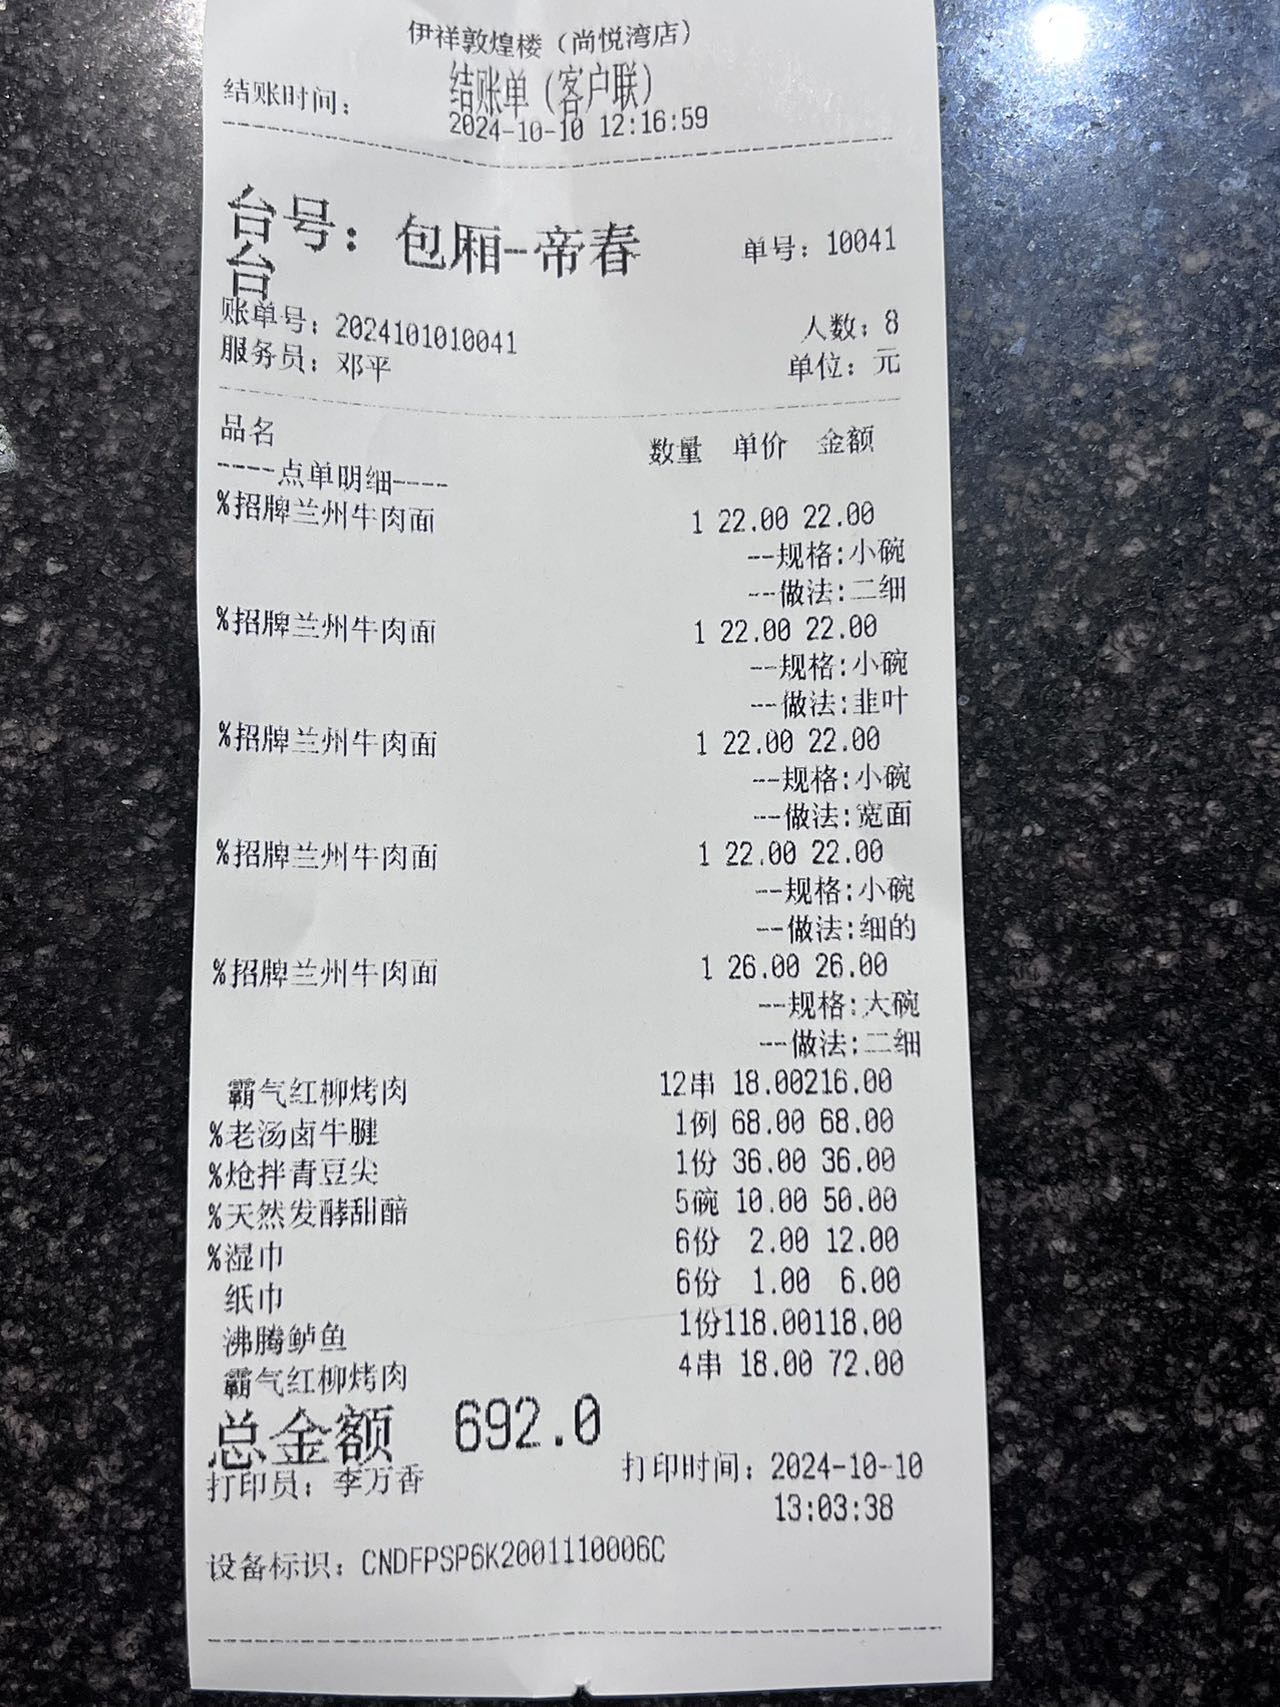 伊祥敦煌楼（尚悦湾店）
结账单（客户联）
结账时间： 2024-10-10 12:16:59
台号：包厢-帝春 单号：10041
台
账单号：2024101010041 人数：8
服务员：邓平 单位：元
品名 数量 单价 金额
----点单明细----
%招牌兰州牛肉面 1 22.00 22.00
--规格:小碗
--做法:二细
%招牌兰州牛肉面 1 22.00 22.00
--规格:小碗
--做法:韭叶
%招牌兰州牛肉面 1 22.00 22.00
--规格:小碗
--做法:宽面
%招牌兰州牛肉面 1 22.00 22.00
--规格:小碗
--做法:细的
%招牌兰州牛肉面 1 26.00 26.00
--规格:大碗
--做法:二细
霸气红柳烤肉 12串 18.00216.00
%老汤卤牛腱 1例 68.00 68.00
%炝拌青豆尖 1份 36.00 36.00
%天然发酵甜醅 5碗 10.00 50.00
%湿巾 6份 2.00 12.00
纸巾 6份 1.00 6.00
沸腾鲈鱼 1份118.00118.00
霸气红柳烤肉 4串 18.00 72.00
总金额 692.0
打印员：李万香 打印时间：2024-10-10
13:03:38
设备标识：CNDFPSP6K2001110006C